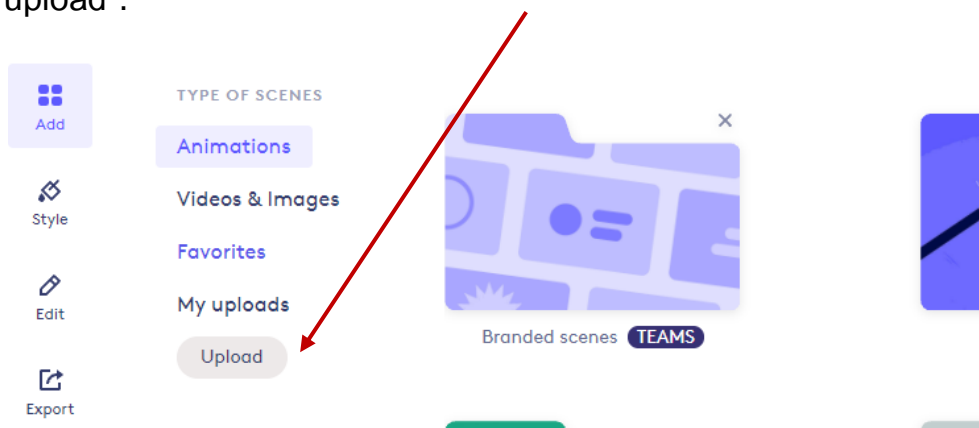 upload".
Add
Style
Edit
Export
TYPE OF SCENES
Animations
Videos & Images
Favorites
My uploads
Upload
Branded scenes TEAMS